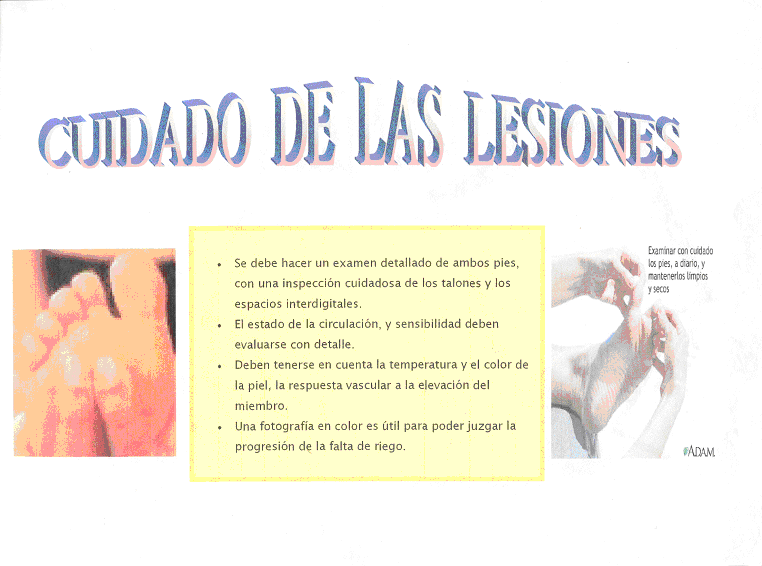 CUIDADO DE LAS LESIONES
• Se debe hacer un examen detallado de ambos pies,
con una inspección cuidadosa de los talones y los
espacios interdigitales.
• El estado de la circulación, y sensibilidad deben
evaluarse con detalle.
• Deben tenerse en cuenta la temperatura y el color de
la piel, la respuesta vascular a la elevación del
miembro.
• Una fotografía en color es útil para poder juzgar la
progresión de la falta de riego.
Examinar con cuidado
los pies, a diario, y
mantenerlos limpios
y secos
ADAM.